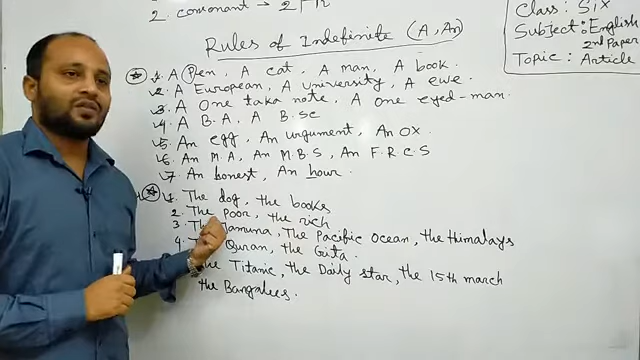 2. consonant → 2
Class: Six
Subject: English
2nd Paper
Topic: Article
Rules of Indefinite (A, An)
1. A Pen, A cat, A man, A book.
2. A European, A university, A ewe.
3. A One taka note, A one eyed-man.
4. A B.A, A B.Sc
5. An egg, An urgument, An OX.
6. An M.A, An M.B.S, An F.R.C.S
7. An honest, An hour.
1. The dog, the books
2. The poor, the rich
3. The Jamuna, The Pacific Ocean, the Himalays
4. Quran, the Gita.
the Titanic, the Daily star, the 15th march
the Bangalees.